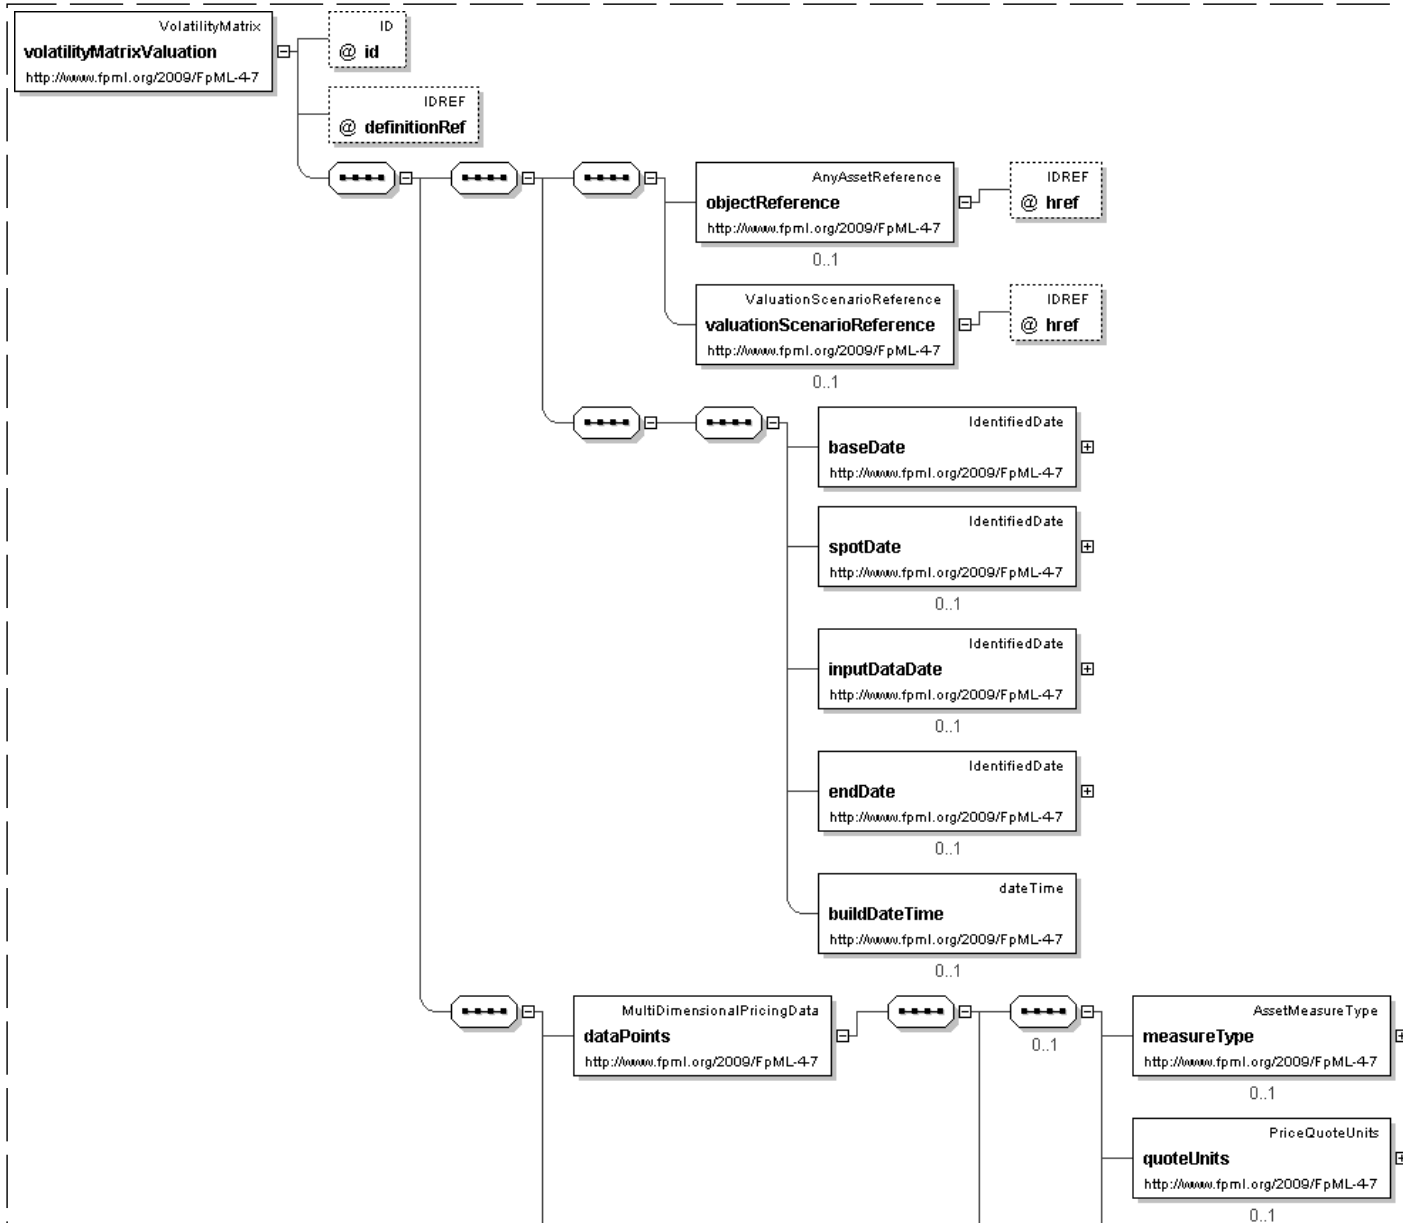 VolatilityMatrix
volatilityMatrixValuation
http://www.fpml.org/2009/FpML-4-7
ID
@ id
IDREF
@ definitionRef
AnyAssetReference
objectReference
http://www.fpml.org/2009/FpML-4-7
0..1
IDREF
@ href
ValuationScenarioReference
valuationScenarioReference
http://www.fpml.org/2009/FpML-4-7
0..1
IDREF
@ href
IdentifiedDate
baseDate
http://www.fpml.org/2009/FpML-4-7
IdentifiedDate
spotDate
http://www.fpml.org/2009/FpML-4-7
0..1
IdentifiedDate
inputDataDate
http://www.fpml.org/2009/FpML-4-7
0..1
IdentifiedDate
endDate
http://www.fpml.org/2009/FpML-4-7
0..1
dateTime
buildDateTime
http://www.fpml.org/2009/FpML-4-7
0..1
MultiDimensionalPricingData
dataPoints
http://www.fpml.org/2009/FpML-4-7
0..1
AssetMeasureType
measureType
http://www.fpml.org/2009/FpML-4-7
0..1
PriceQuoteUnits
quoteUnits
http://www.fpml.org/2009/FpML-4-7
0..1